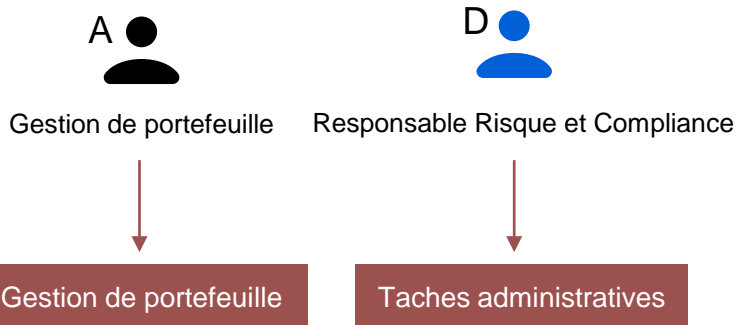 A
D
Gestion de portefeuille
Responsable Risque et Compliance
Gestion de portefeuille
Taches administratives